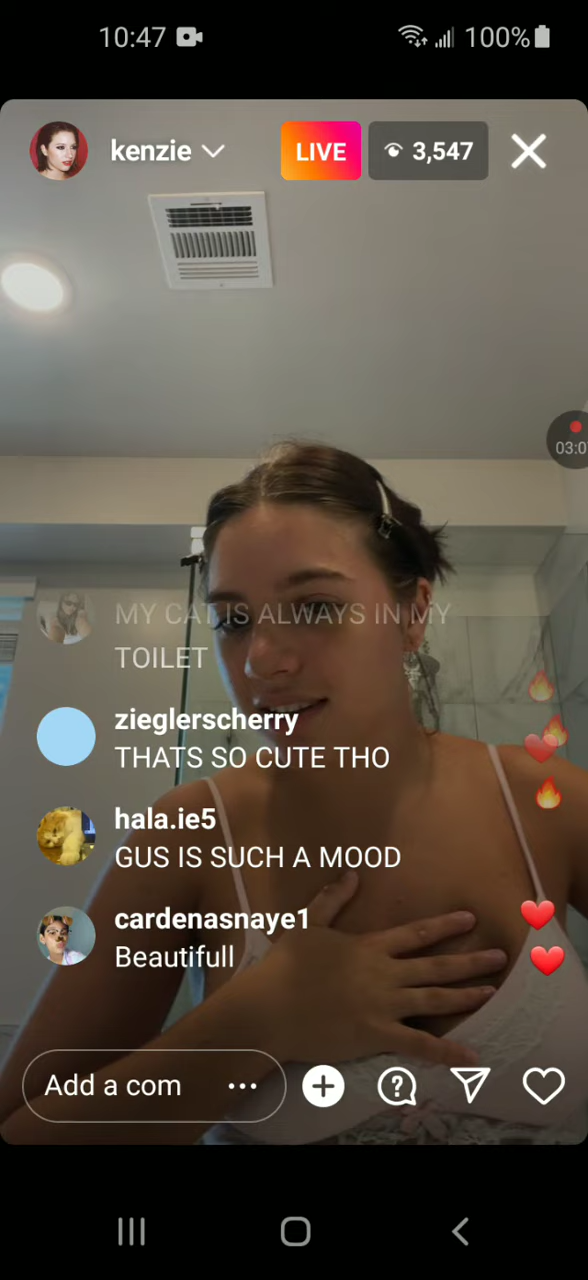 10:47
100%
kenzie
LIVE
3,547
03:0
MY CAT IS ALWAYS IN MY
TOILET
zieglerscherry
THATS SO CUTE THO
hala.ie5
GUS IS SUCH A MOOD
cardenasnaye1
Beautifull
Add a com